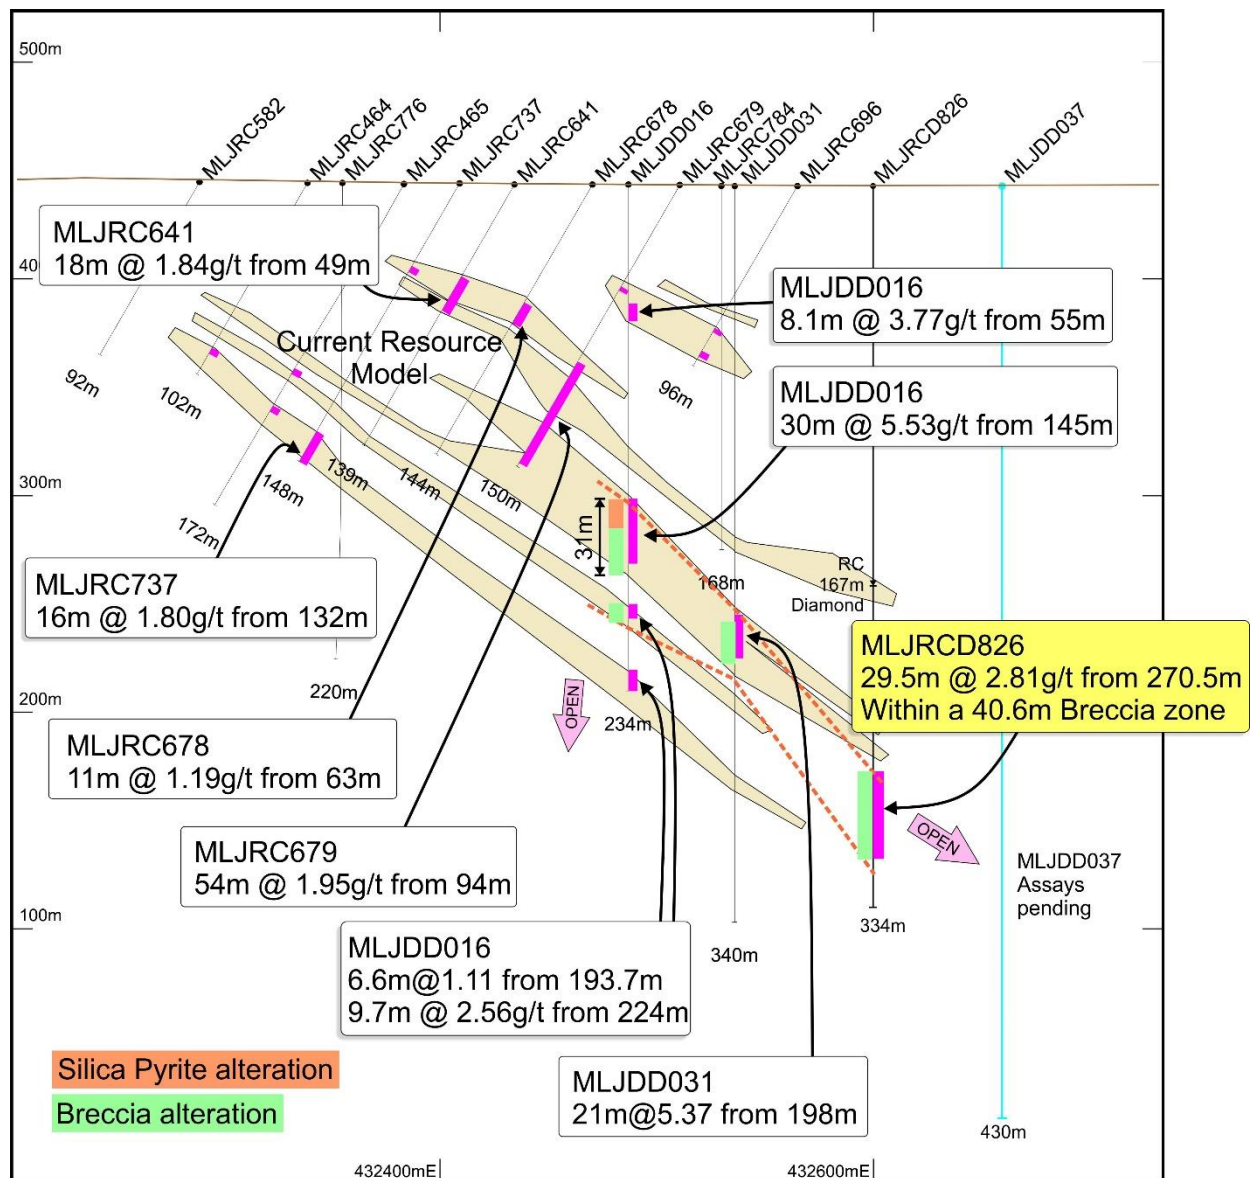 500m
MLJRC582
MLJRC464
MLJRC776
MLJRC465
MLJRC737
MLJRC641
MLJRC678
MLJDD016
MLJRC679
MLJRC784
MLJDD031
MLJRC696
MLJRCD826
MLJDD037
MLJRC641
18m @ 1.84g/t from 49m
40
MLJDD016
8.1m @ 3.77g/t from 55m
Current Resource
Model
92m
102m
96m
MLJDD016
30m @ 5.53g/t from 145m
300m
172m
148m
139m
144m
150m
31m
168m
RC
167m
Diamond
MLJRC737
16m @ 1.80g/t from 132m
MLJRCD826
29.5m @ 2.81g/t from 270.5m
Within a 40.6m Breccia zone
220m
200m
OPEN
234m
MLJRC678
11m @ 1.19g/t from 63m
OPEN
MLJRC679
54m @ 1.95g/t from 94m
MLJDD037
Assays
pending
100m
334m
340m
MLJDD016
6.6m@1.11 from 193.7m
9.7m @ 2.56g/t from 224m
Silica Pyrite alteration
Breccia alteration
MLJDD031
21m@5.37 from 198m
430m
432400mE
432600mE